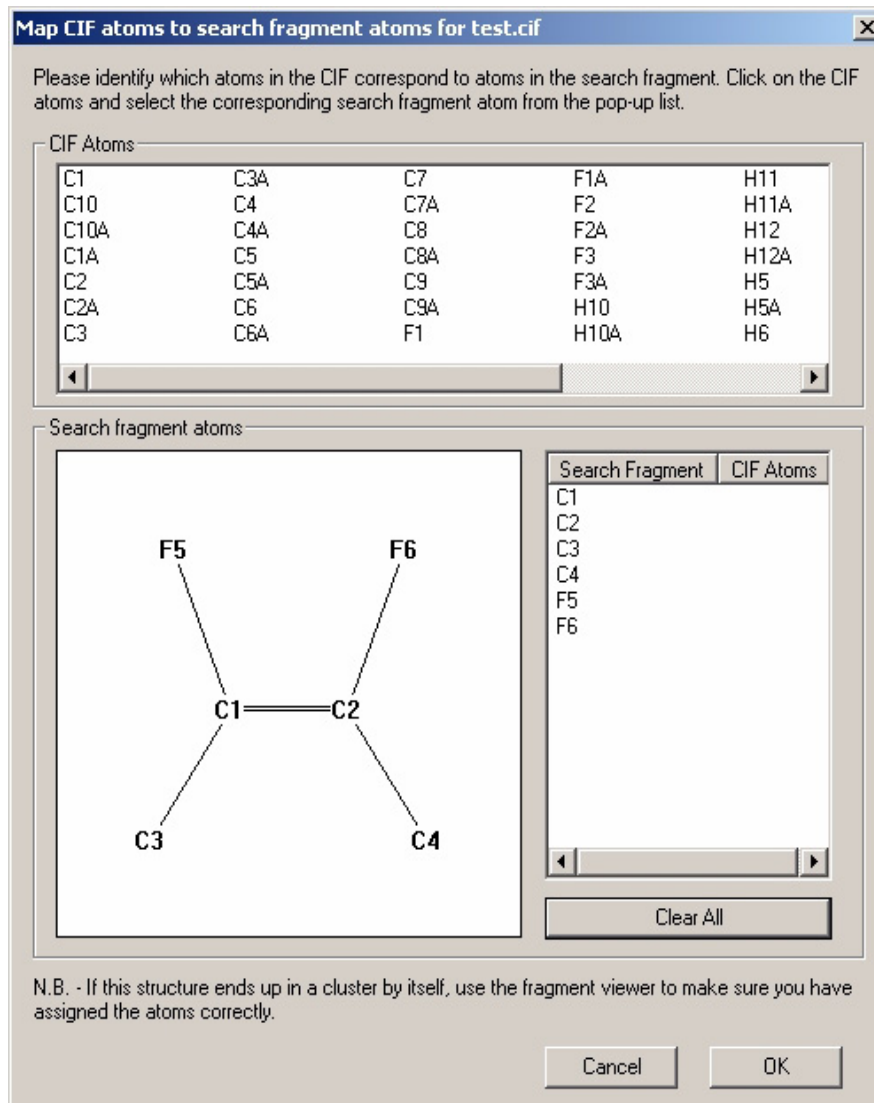 Map CIF atoms to search fragment atoms for test.cif
Please identify which atoms in the CIF correspond to atoms in the search fragment. Click on the CIF
atoms and select the corresponding search fragment atom from the pop-up list.
CIF Atoms
C1 C3A C7 F1A H11
C10 C4 C7A F2 H11A
C10A C4A C8 F2A H12
C1A C5 C8A F3 H12A
C2 C5A C9 F3A H5
C2A C6 C9A H10 H5A
C3 C6A F1 H10A H6
Search fragment atoms
Search Fragment CIF Atoms
C1
C2
C3
C4
F5
F6
F5 F6
C1 C2
C3 C4
Clear All
N.B. - If this structure ends up in a cluster by itself, use the fragment viewer to make sure you have
assigned the atoms correctly.
Cancel OK